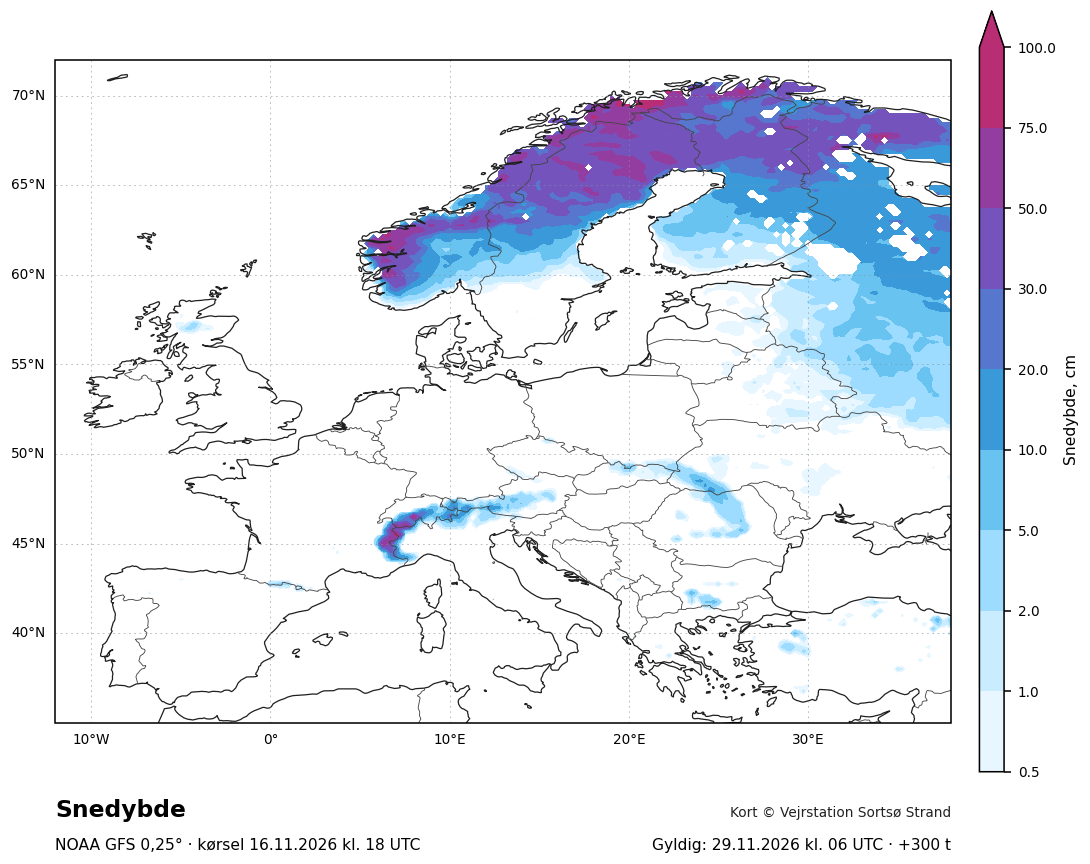 100.0
75.0
50.0
30.0
20.0
10.0
5.0
2.0
1.0
0.5
Snedybde, cm
70°N
65°N
60°N
55°N
50°N
45°N
40°N
10°W 0° 10°E 20°E 30°E
Snedybde
Kort © Vejrstation Sortsø Strand
NOAA GFS 0,25° · kørsel 16.11.2026 kl. 18 UTC
Gyldig: 29.11.2026 kl. 06 UTC · +300 t